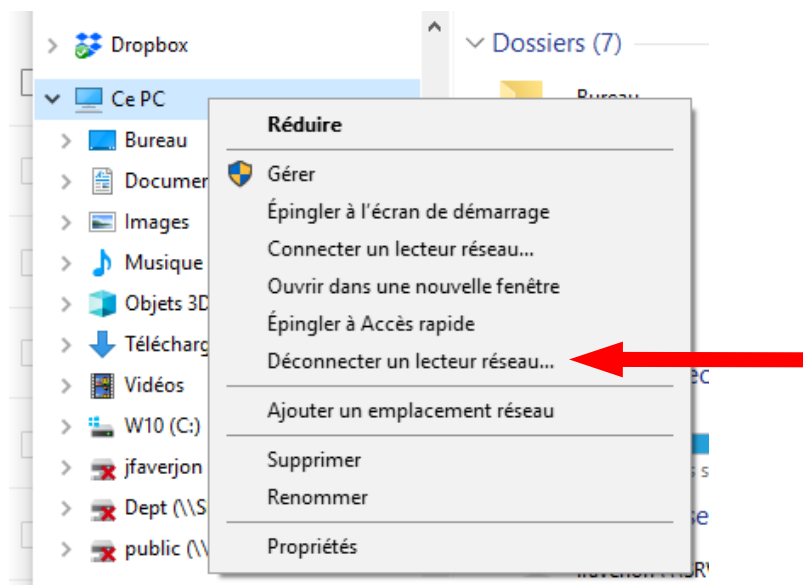 Dropbox
Dossiers (7)
Ce PC
Bureau
Réduire
Bureau
Gérer
Documen
Épingler à l'écran de démarrage
Images
Connecter un lecteur réseau...
Musique
Ouvrir dans une nouvelle fenêtre
Objets 3D
Épingler à Accès rapide
Télécharg
Déconnecter un lecteur réseau...
Vidéos
Ajouter un emplacement réseau
W10 (C:)
jfaverjon
Supprimer
Renommer
Dept (\\S
public (\\
Propriétés